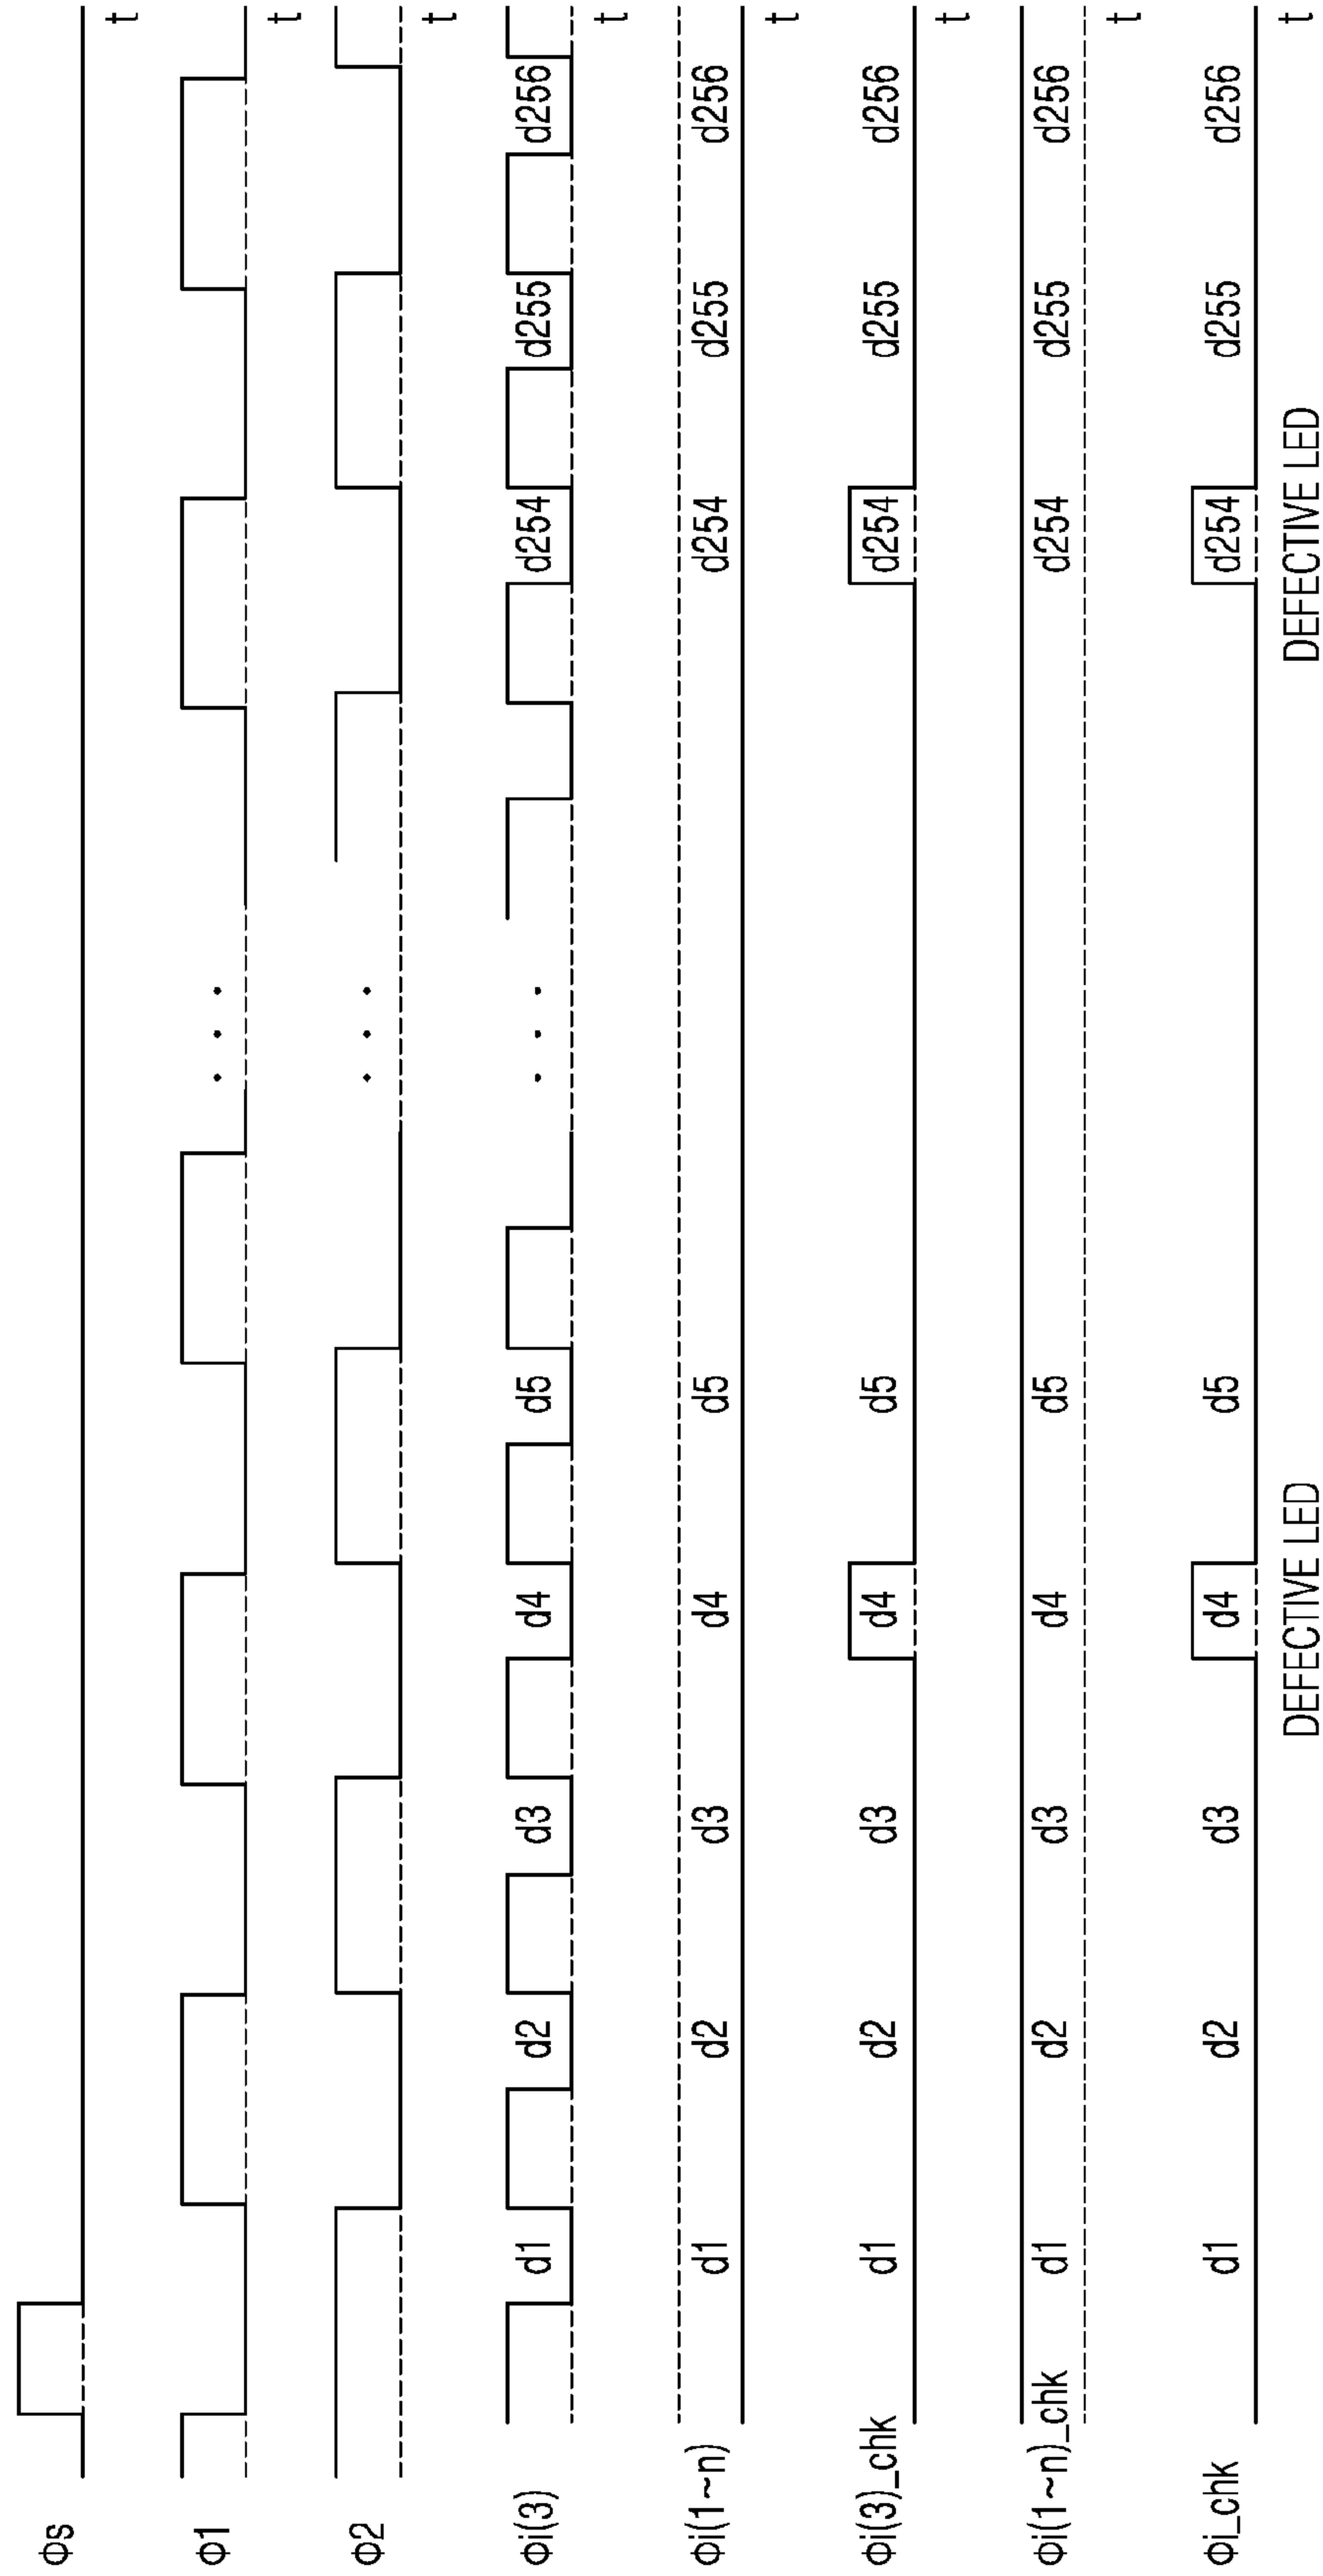 φs t
φ1 . . . t
φ2 . . . t
φi(3) d1 d2 d3 d4 d5 . . . d254 d255 d256 t
φi(1~n) d1 d2 d3 d4 d5 d254 d255 d256 t
φi(3)_chk d1 d2 d3 d4 d5 d254 d255 d256 t
φi(1~n)_chk d1 d2 d3 d4 d5 d254 d255 d256 t
φi_chk d1 d2 d3 d4 d5 d254 d255 d256 t
DEFECTIVE LED DEFECTIVE LED